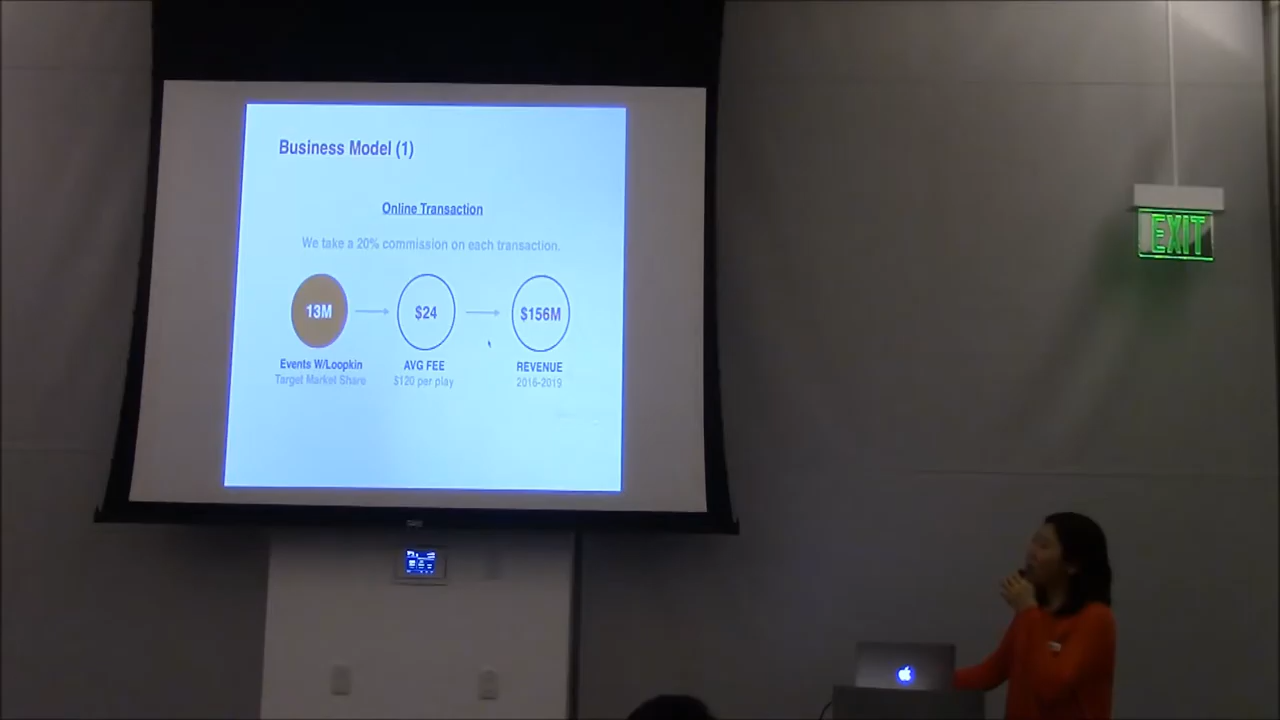 Business Model (1)
Online Transaction
We take a 20% commission on each transaction.
13M
$24
$156M
Events W/Loopkin
AVG FEE
REVENUE
Target Market Share
$120 per play
2016-2019
EXIT